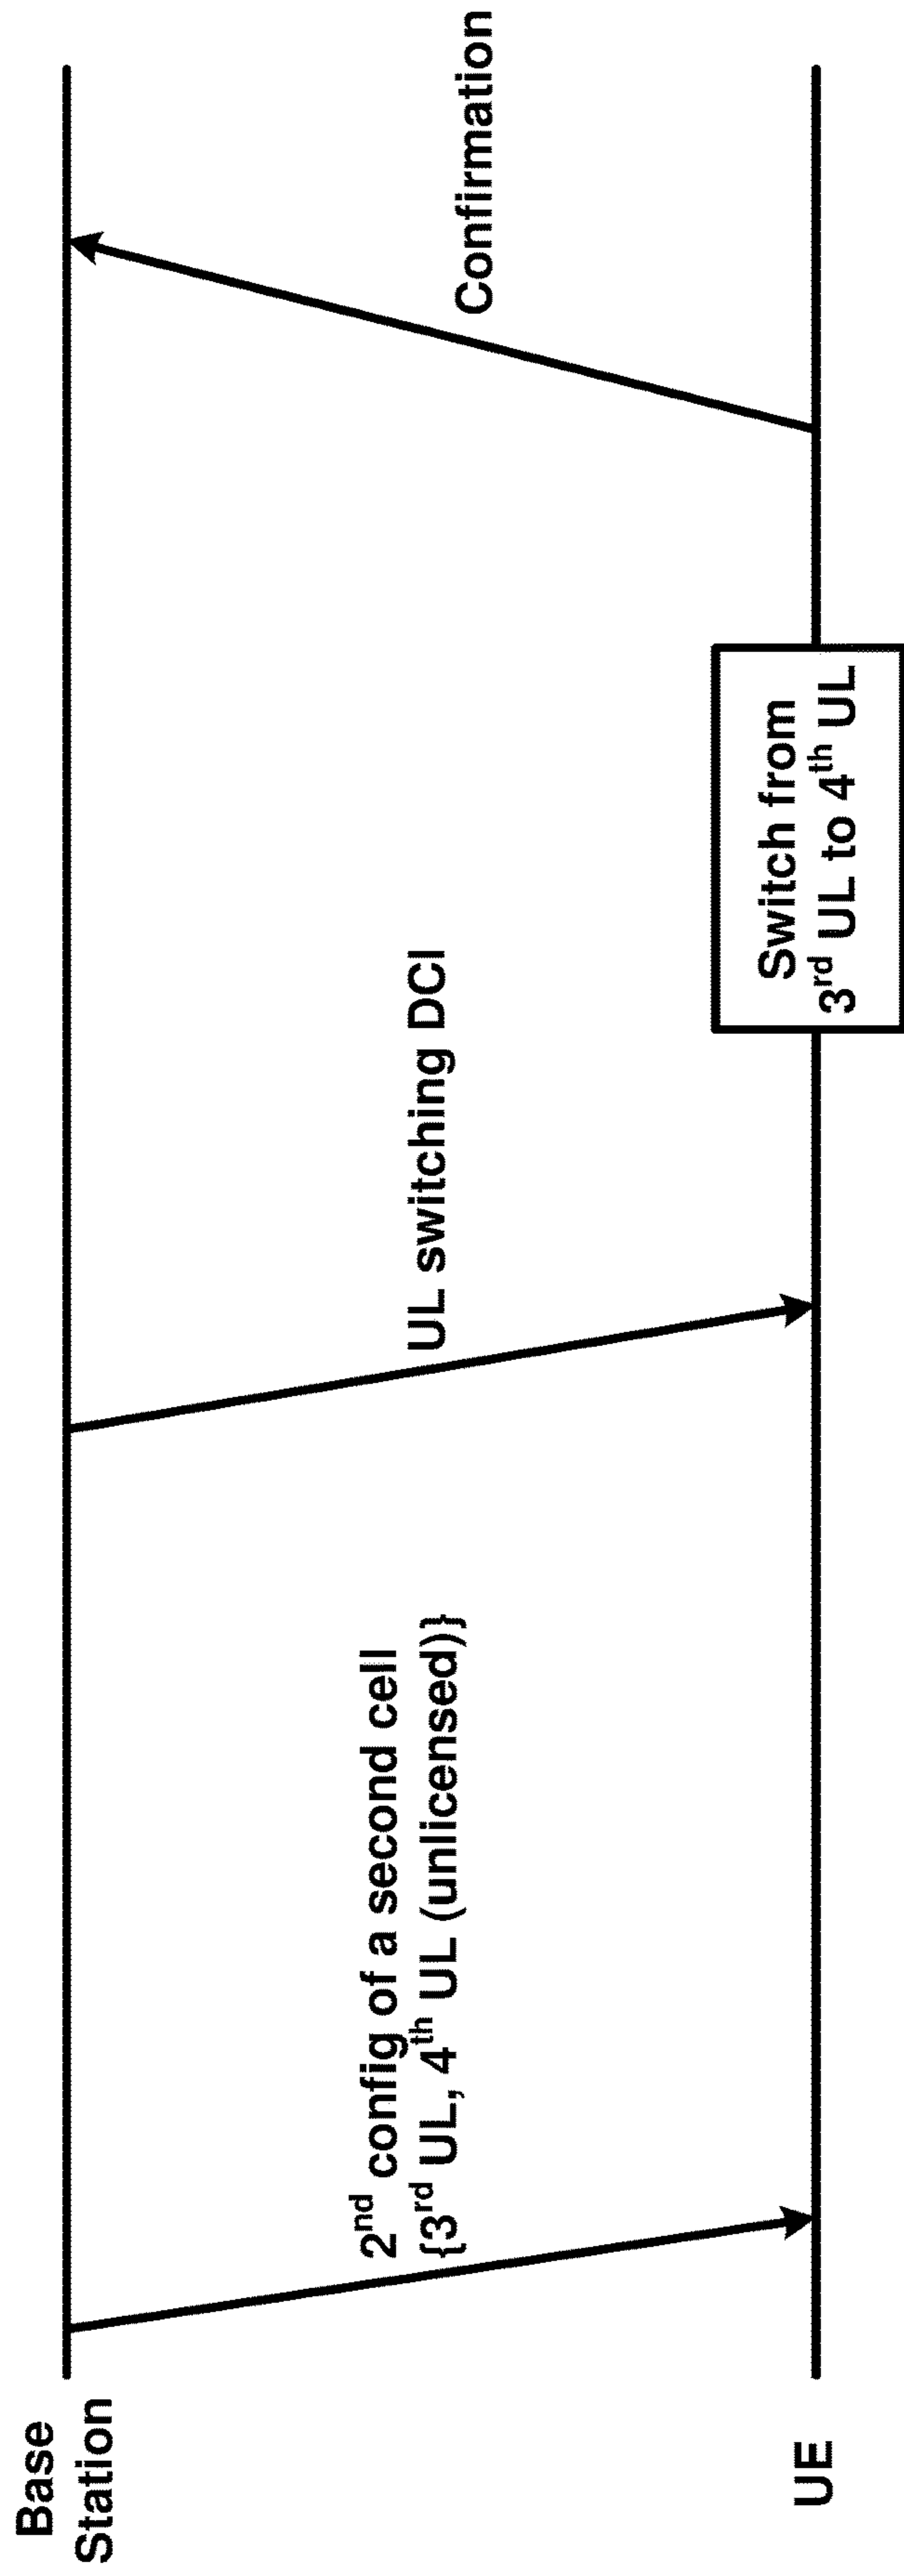 Base
Station
2nd config of a second cell
{3rd UL, 4th UL (unlicensed)}
UL switching DCI
Confirmation
Switch from
3rd UL to 4th UL
UE